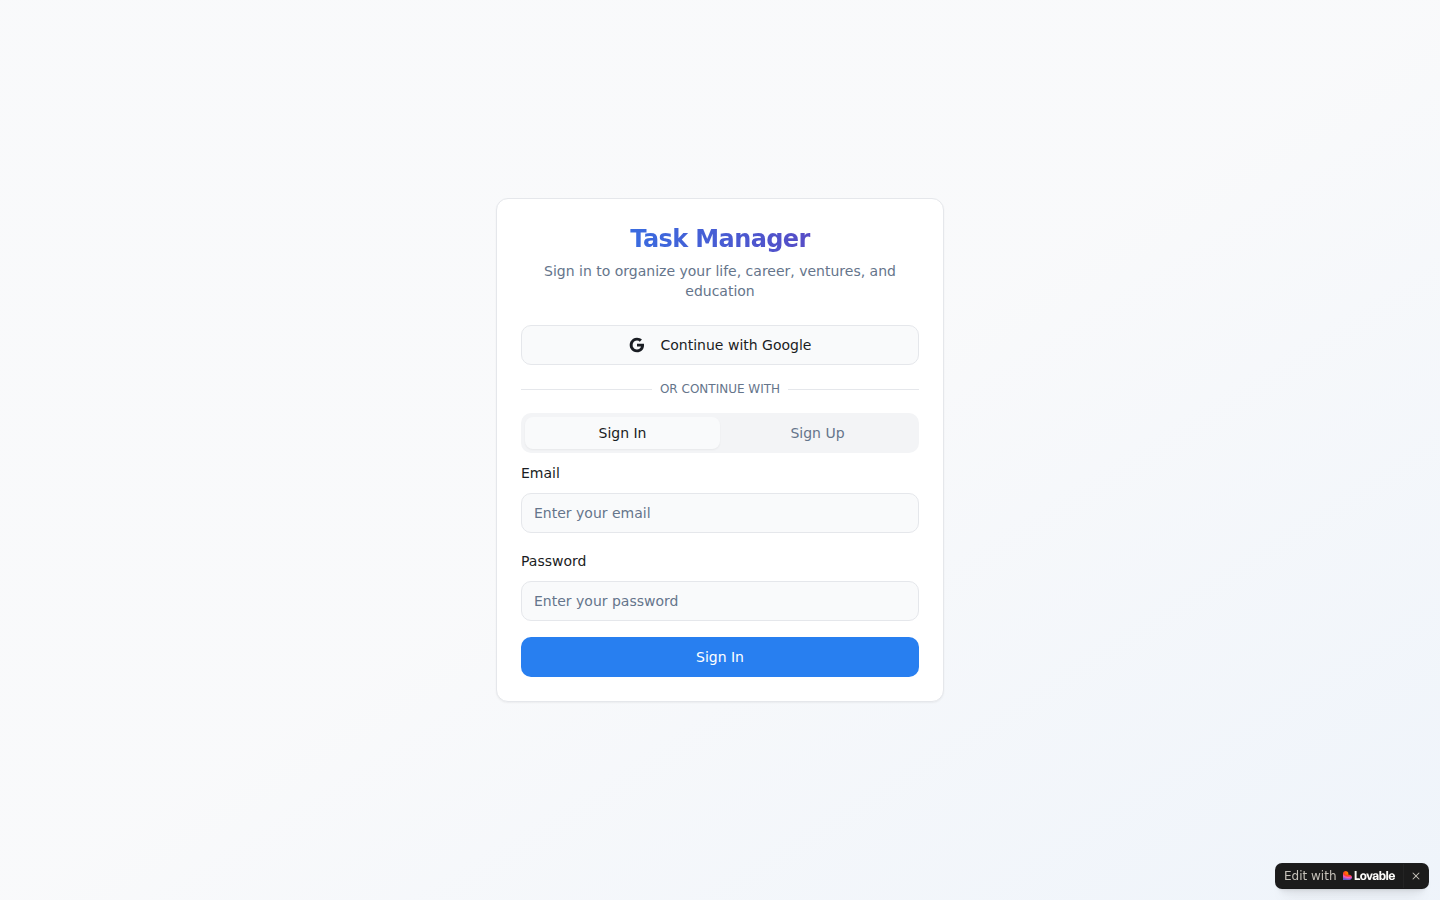 Task Manager
Sign in to organize your life, career, ventures, and
education
Continue with Google
OR CONTINUE WITH
Sign In
Sign Up
Email
Enter your email
Password
Enter your password
Sign In
Edit with Lovable